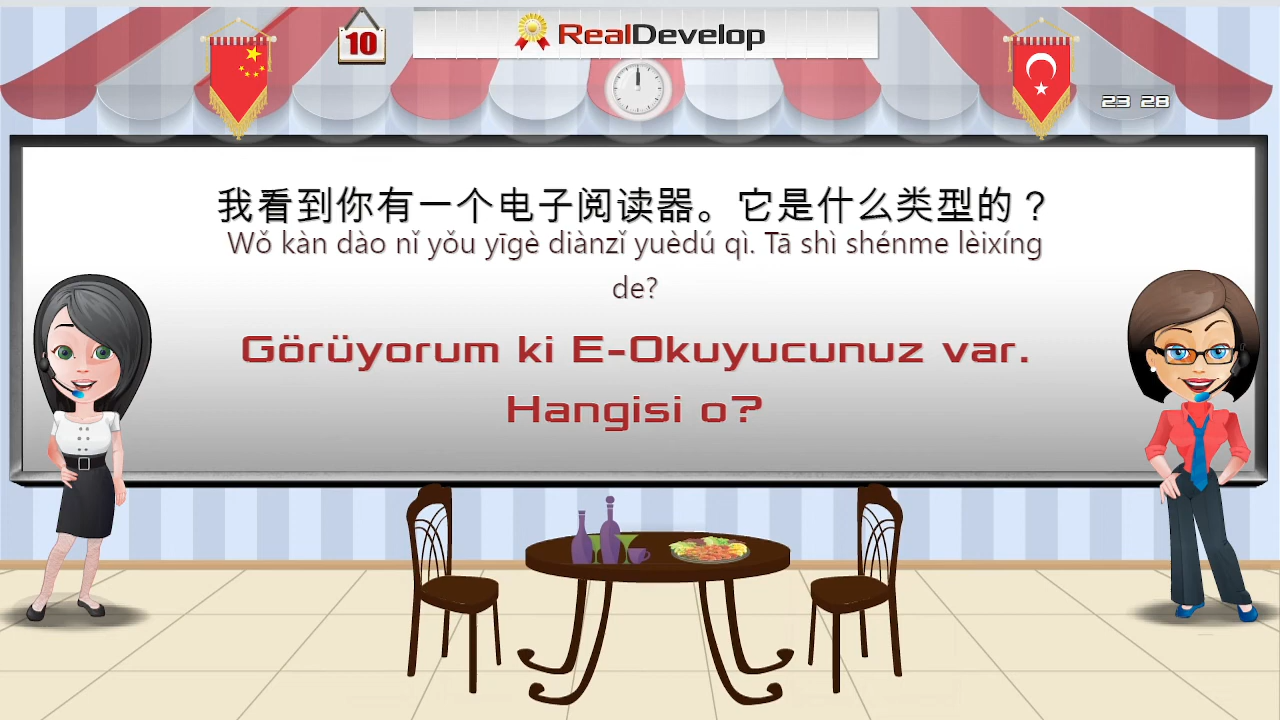 10
RealDevelop
23 28
我看到你有一个电子阅读器。它是什么类型的？
Wǒ kàn dào nǐ yǒu yīgè diànzǐ yuèdú qì. Tā shì shénme lèixíng
de?
Görüyorum ki E-Okuyucunuz var.
Hangisi o?